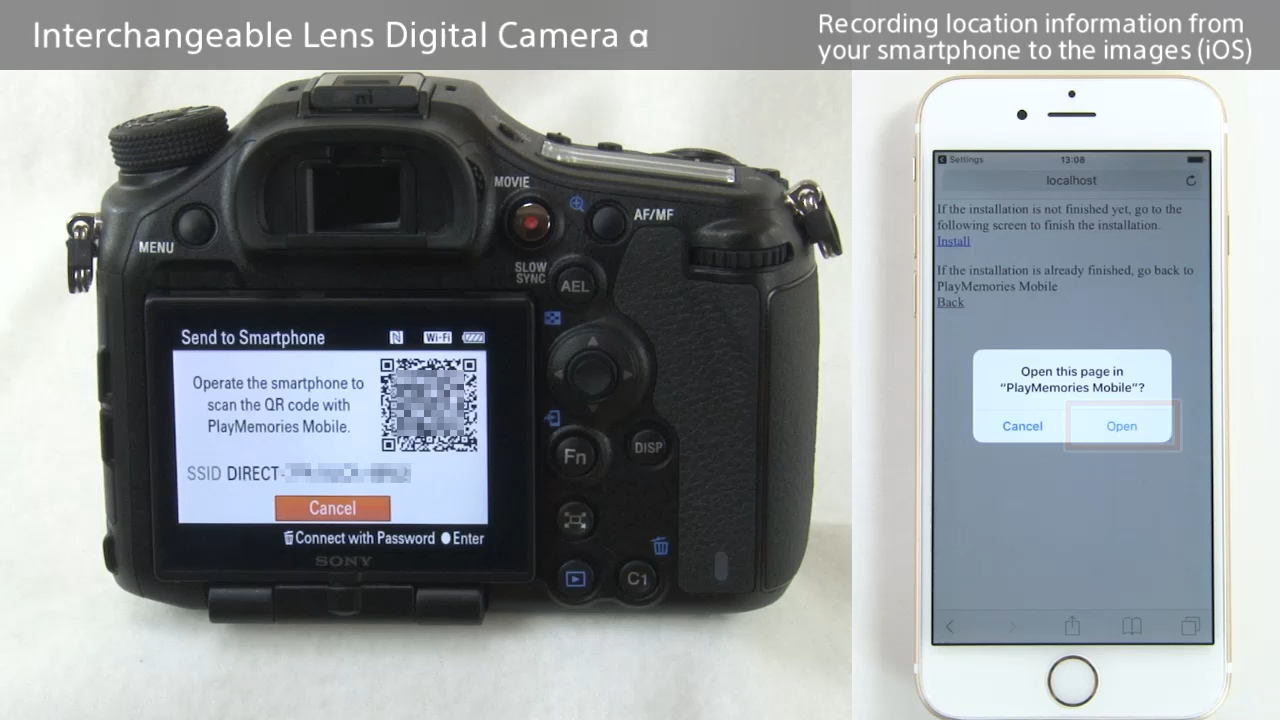 Interchangeable Lens Digital Camera α
Recording location information from
your smartphone to the images (iOS)
MENU
MOVIE
AF/MF
SLOW
SYNC
AEL
Fn
DISP
C1
Send to Smartphone
Wi-Fi
Operate the smartphone to
scan the QR code with
PlayMemories Mobile.
SSID DIRECT-
Cancel
Connect with Password Enter
SONY
Settings
13:08
localhost
If the installation is not finished yet, go to the
following screen to finish the installation.
Install
If the installation is already finished, go back to
PlayMemories Mobile
Back
Open this page in
“PlayMemories Mobile”?
Cancel Open